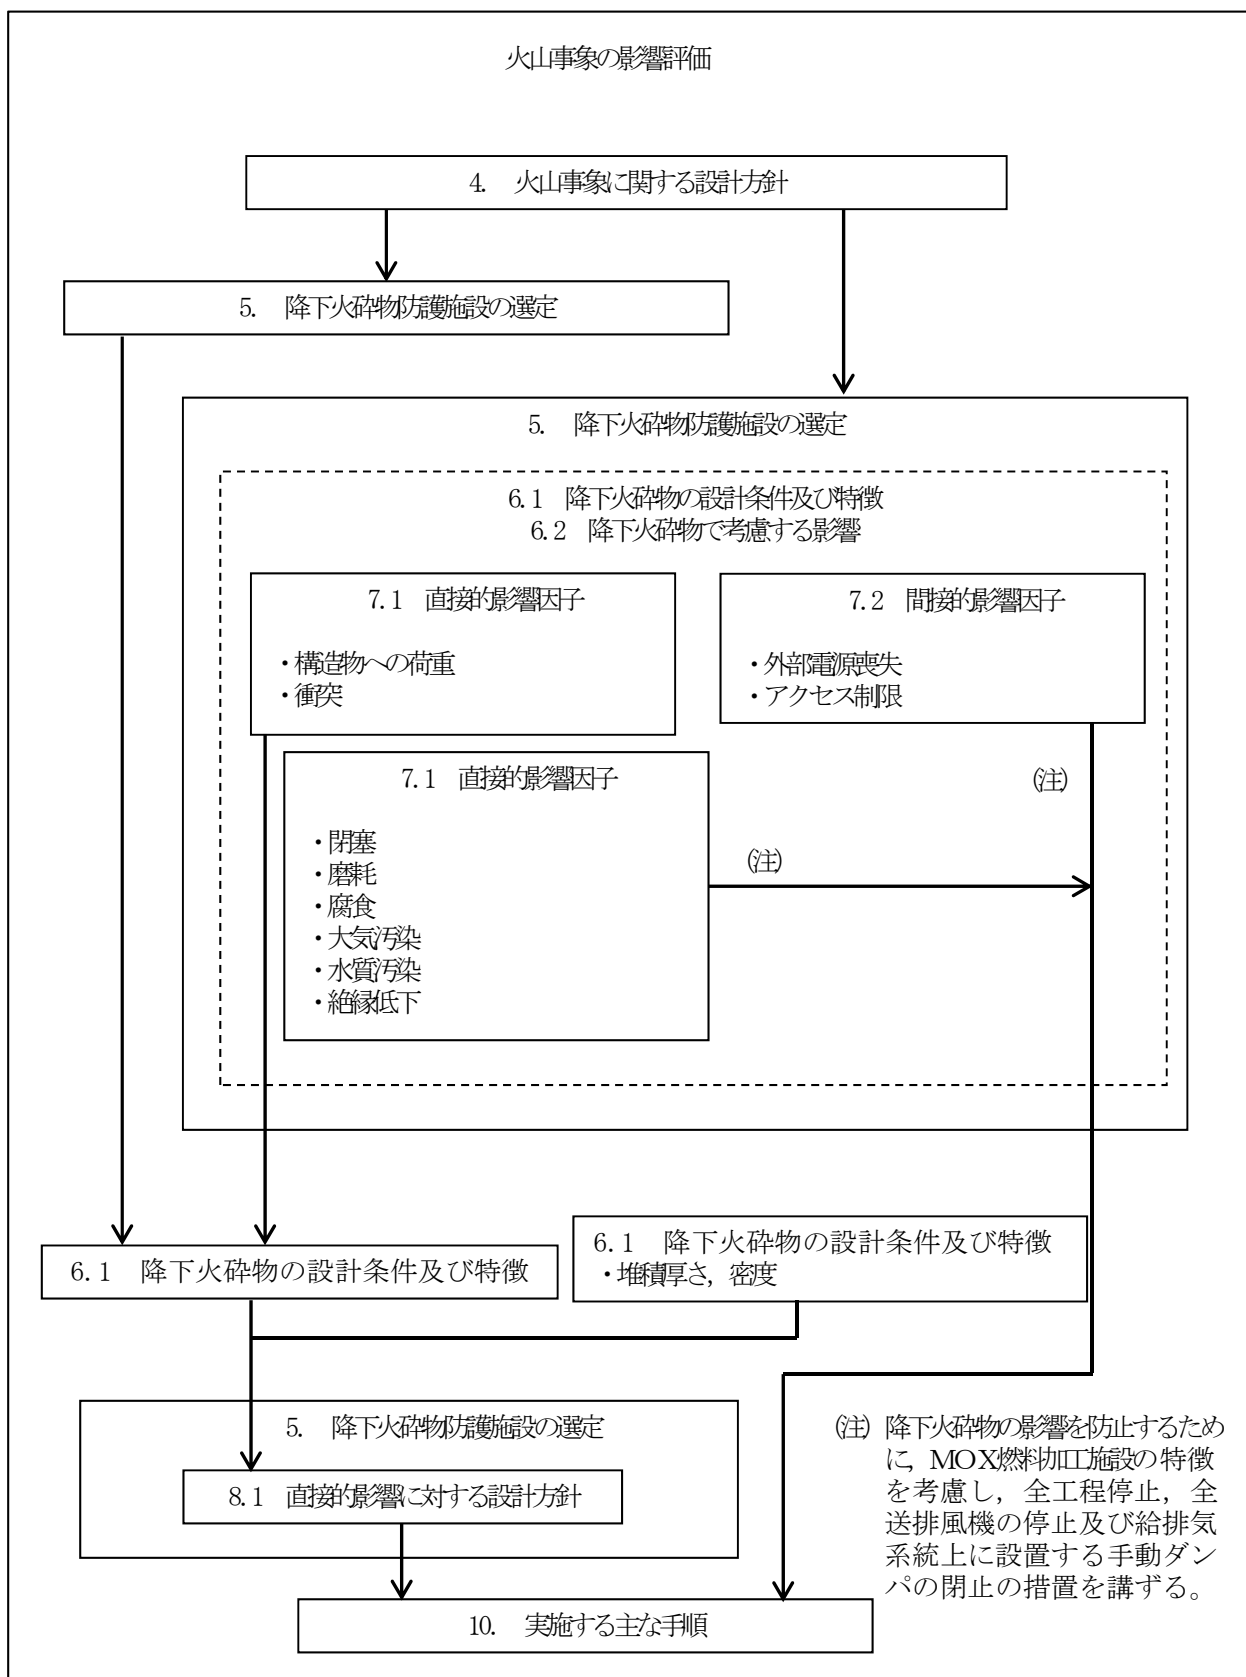 火山事象の影響評価
4. 火山事象に関する設計方針
5. 降下火砕物防護施設の選定
5. 降下火砕物防護施設の選定
6.1 降下火砕物の設計条件及び特徴
6.2 降下火砕物で考慮する影響
7.1 直接的影響因子
・構造物への荷重
・衝突
7.2 間接的影響因子
・外部電源喪失
・アクセス制限
7.1 直接的影響因子
・閉塞
・磨耗
・腐食
・大気汚染
・水質汚染
・絶縁低下
(注)
(注)
6.1 降下火砕物の設計条件及び特徴
6.1 降下火砕物の設計条件及び特徴
・堆積厚さ，密度
5. 降下火砕物防護施設の選定
8.1 直接的影響に対する設計方針
10. 実施する主な手順
(注) 降下火砕物の影響を防止するため
に，MOX燃料加工施設の特徴
を考慮し，全工程停止，全
送排風機の停止及び給排気
系統上に設置する手動ダン
パの閉止の措置を講ずる。